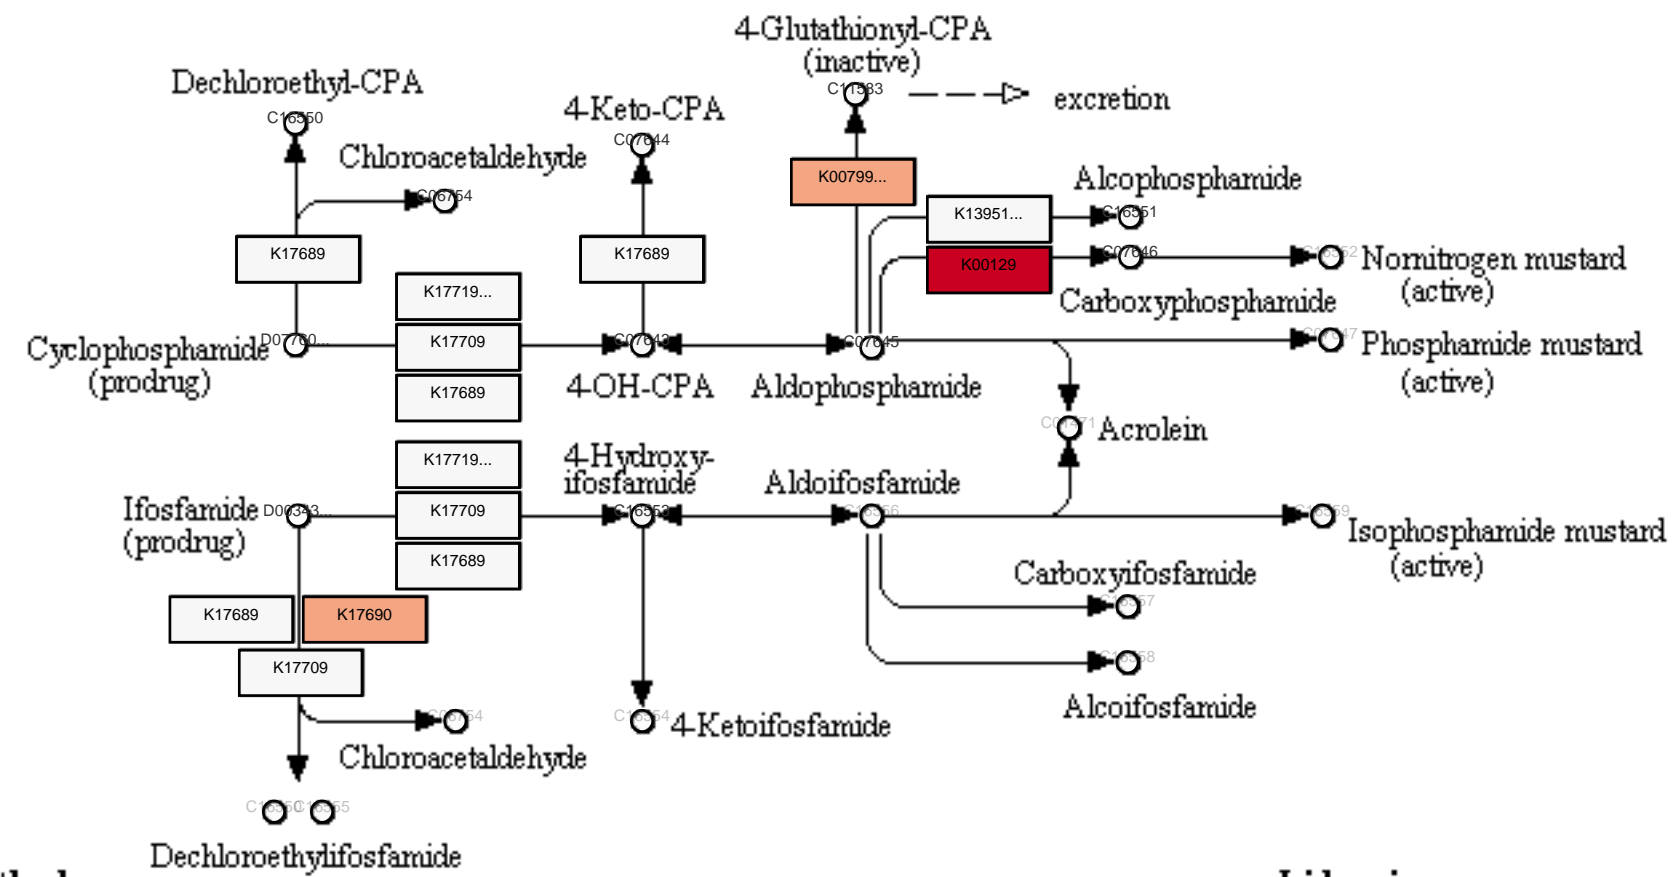 4-Glutathionyl-CPA
(inactive)
C11583
excretion
Dechloroethyl-CPA
C16550
4-Keto-CPA
C07644
Chloroacetaldehyde
C06754
K00799...
Alcophosphamide
K13951...
C16551
K17689
K17689
K00129
C07646
Nornitrogen mustard
(active)
K17719...
Carboxyphosphamide
Cyclophosphamide
(prodrug)
K17709
C07643
C07645
Phosphamide mustard
(active)
K17689
4-OH-CPA
Aldophosphamide
C01471
Acrolein
K17719...
4-Hydroxy-
ifosfamide
Aldoifosfamide
Ifosfamide
(prodrug)
D00343...
K17709
Isophosphamide mustard
(active)
K17689
Carboxyifosfamide
K17689
K17690
K17709
Alcoifosfamide
4-Ketoifosfamide
Chloroacetaldehyde
Dechloroethylifosfamide